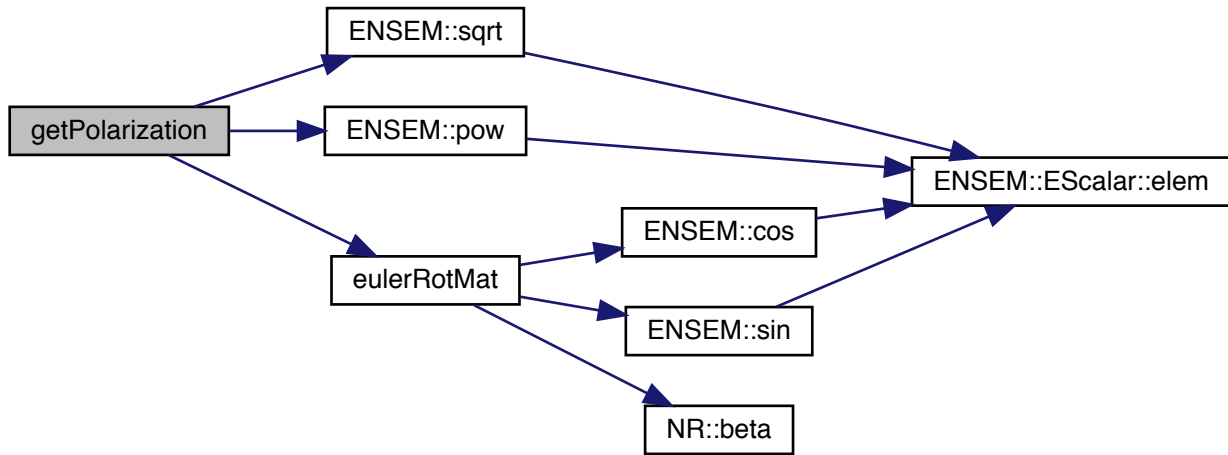 ENSEM::sqrt
getPolarization
ENSEM::pow
ENSEM::EScalar::elem
ENSEM::cos
eulerRotMat
ENSEM::sin
NR::beta